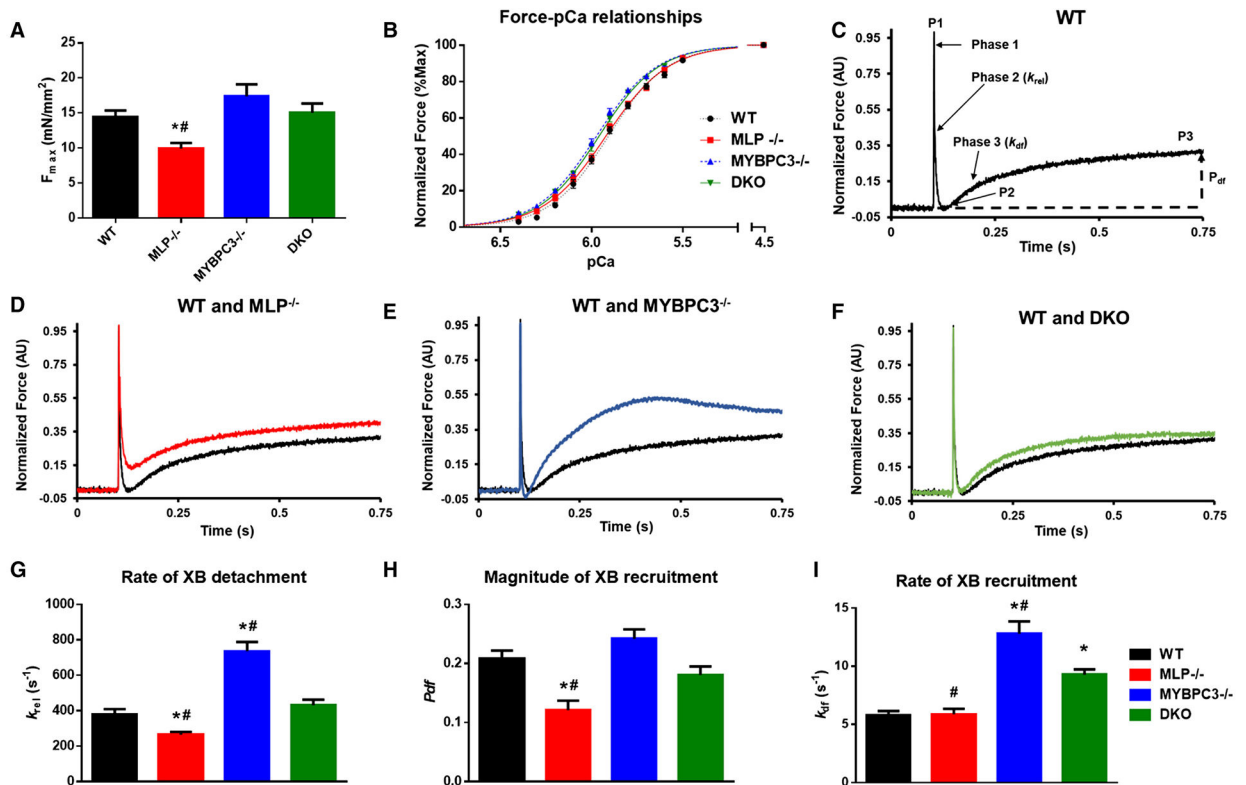 A
Fmax (mN/mm²)
25
20
15
10
5
0
*#
WT
MLP-/-
MYBPC3-/-
DKO
B
Force-pCa relationships
Normalized Force (%Max)
100
80
60
40
20
0
WT
MLP -/-
MYBPC3-/-
DKO
6.5
6.0
5.5
4.5
pCa
C
WT
Normalized Force (AU)
0.95
0.75
0.55
0.35
0.15
-0.05
P1
Phase 1
Phase 2 (krel)
Phase 3 (kdf)
P2
P3
Pdf
0
0.25
0.5
0.75
Time (s)
D
WT and MLP-/-
Normalized Force (AU)
0.95
0.75
0.55
0.35
0.15
-0.05
0
0.25
0.5
0.75
Time (s)
E
WT and MYBPC3-/-
Normalized Force (AU)
0.95
0.75
0.55
0.35
0.15
-0.05
0
0.25
0.5
0.75
Time (s)
F
WT and DKO
Normalized Force (AU)
0.95
0.75
0.55
0.35
0.15
-0.05
0
0.25
0.5
0.75
Time (s)
G
Rate of XB detachment
krel (s-1)
1000
800
600
400
200
0
*#
*#
H
Magnitude of XB recruitment
Pdf
0.3
0.2
0.1
0.0
*#
I
Rate of XB recruitment
kdf (s-1)
15
10
5
0
#
*#
*
WT
MLP-/-
MYBPC3-/-
DKO